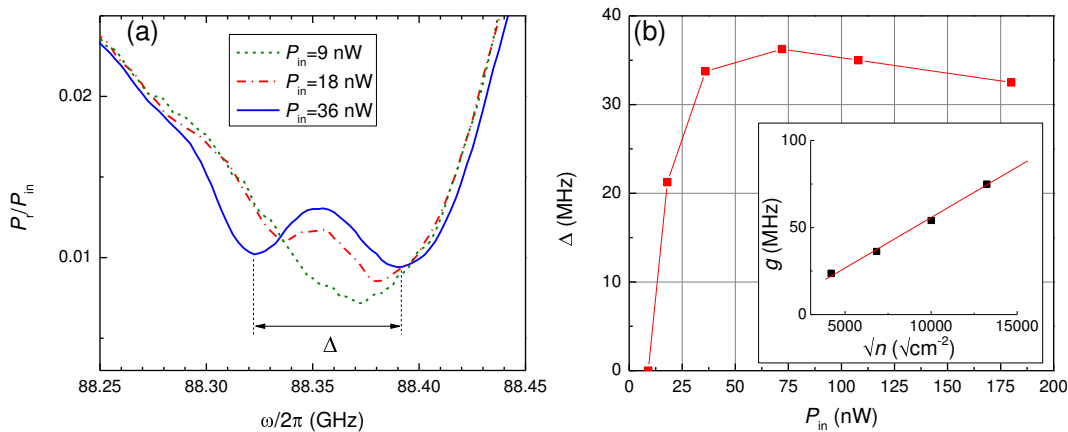 (a)
P_in=9 nW
P_in=18 nW
P_in=36 nW
0.02
0.01
P_r/P_in
Δ
88.25 88.30 88.35 88.40 88.45
ω/2π (GHz)
(b)
40
30
20
10
0
Δ (MHz)
100
50
0
g (MHz)
5000 10000 15000
√n (√cm⁻²)
0 25 50 75 100 125 150 175 200
P_in (nW)